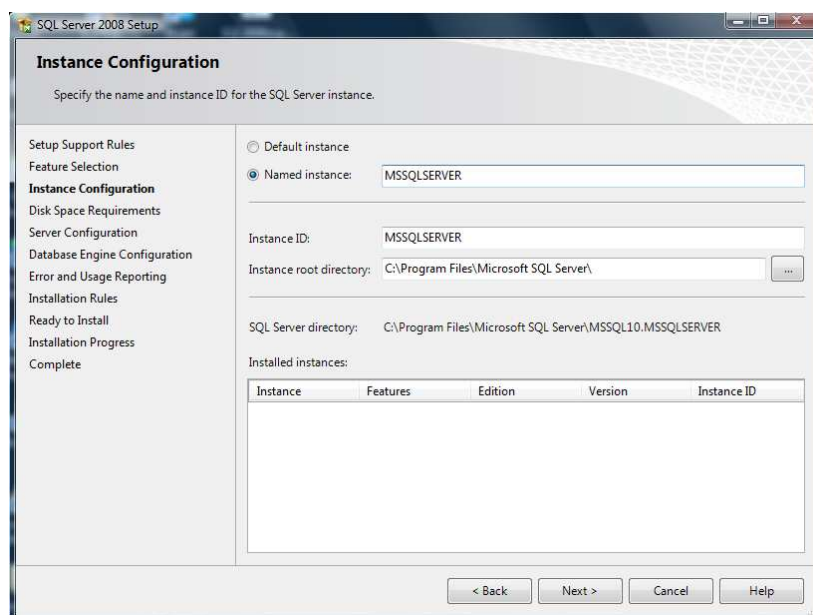 SQL Server 2008 Setup
Instance Configuration
Specify the name and instance ID for the SQL Server instance.
Setup Support Rules
Feature Selection
Instance Configuration
Disk Space Requirements
Server Configuration
Database Engine Configuration
Error and Usage Reporting
Installation Rules
Ready to Install
Installation Progress
Complete
Default instance
Named instance: MSSQLSERVER
Instance ID: MSSQLSERVER
Instance root directory: C:\Program Files\Microsoft SQL Server\ ...
SQL Server directory: C:\Program Files\Microsoft SQL Server\MSSQL10.MSSQLSERVER
Installed instances:
Instance Features Edition Version Instance ID
< Back Next > Cancel Help